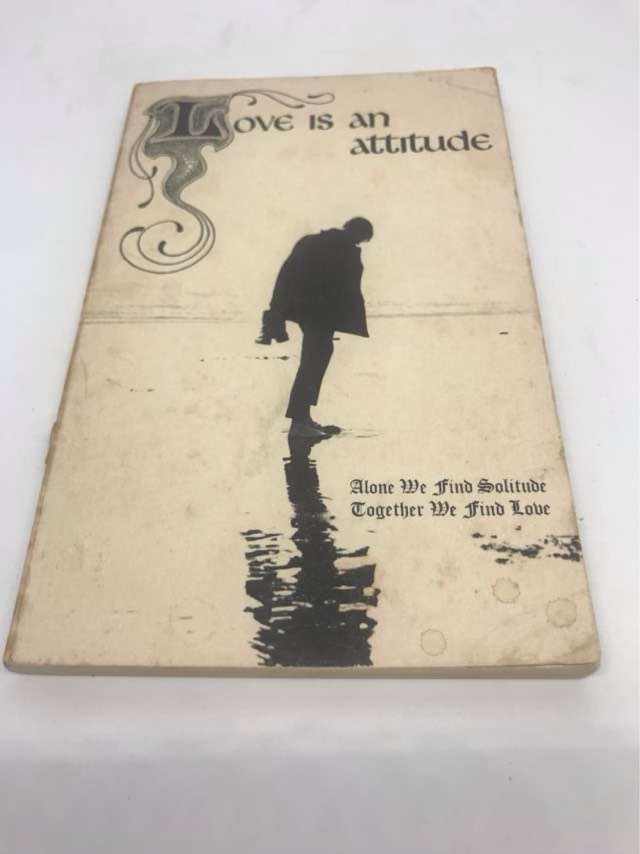 Love is an
attitude
Alone We Find Solitude
Together We Find Love